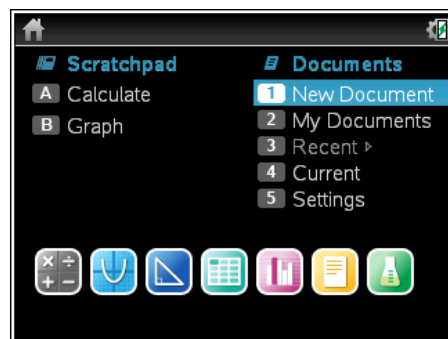 Scratchpad
A Calculate
B Graph
Documents
1 New Document
2 My Documents
3 Recent ▹
4 Current
5 Settings